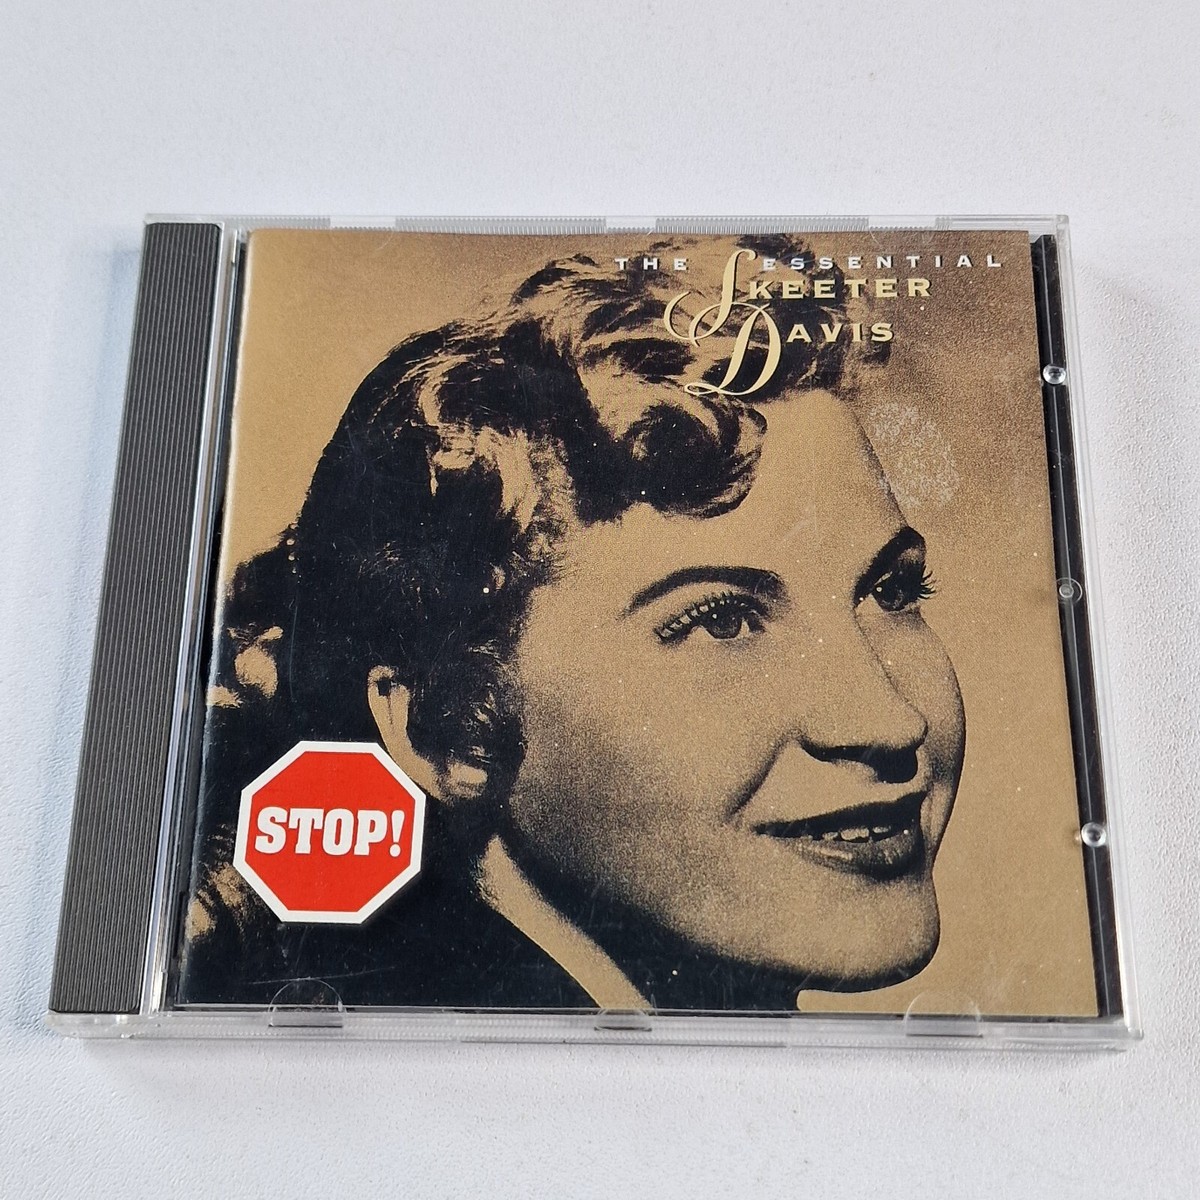 THE ESSENTIAL
SKEETER
DAVIS
STOP!